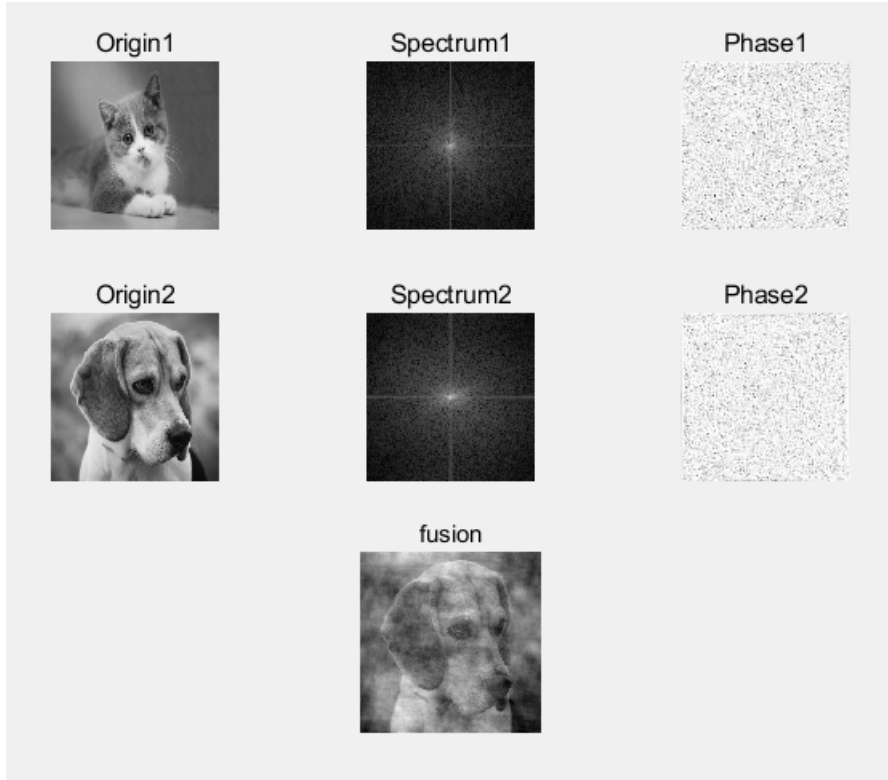 Origin1
Spectrum1
Phase1
Origin2
Spectrum2
Phase2
fusion